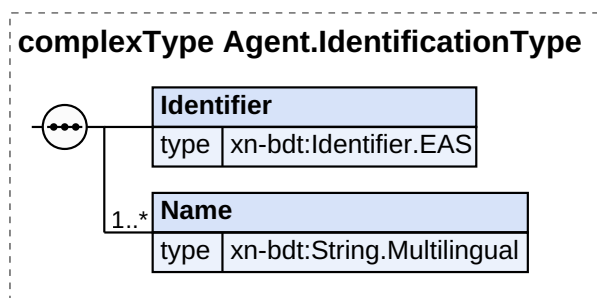 complexType Agent.IdentificationType
Identifier
type xn-bdt:Identifier.EAS
1..* Name
type xn-bdt:String.Multilingual